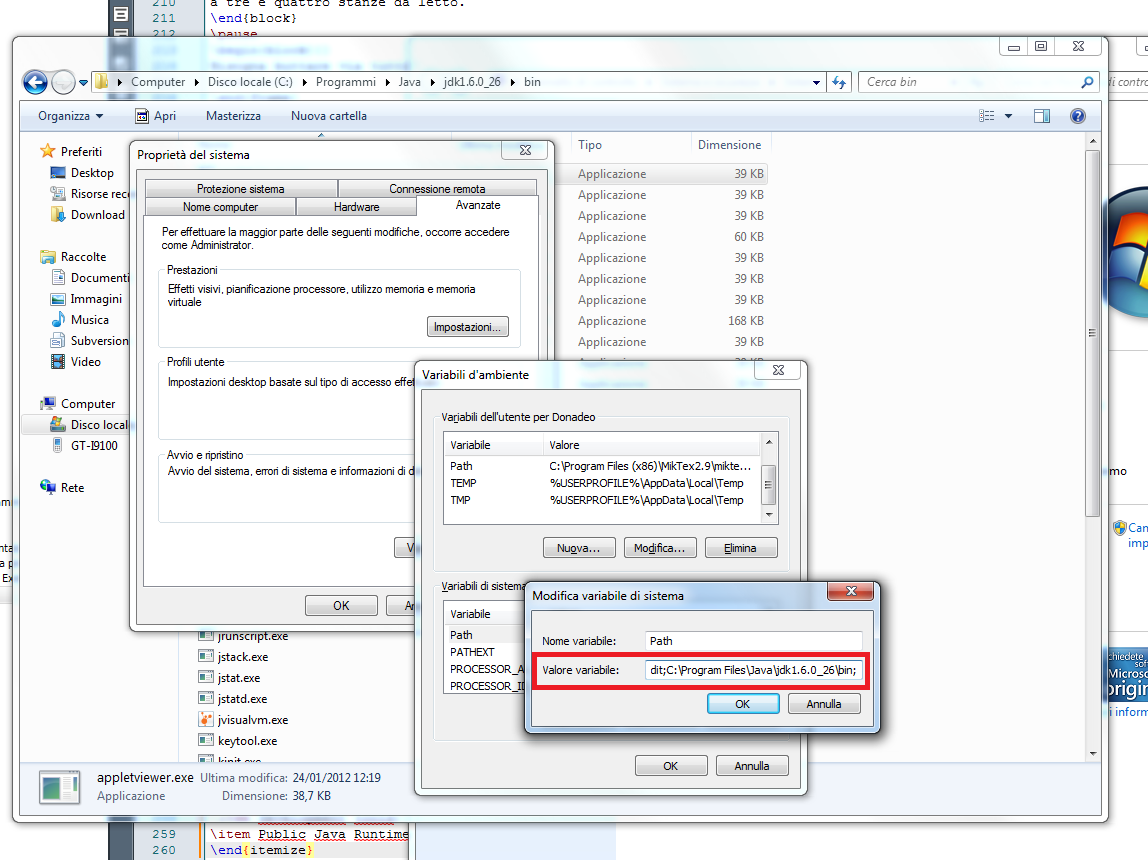 210 a tre e quattro stanze da letto.
211 \end{block}
212 \pause
Computer Disco locale (C:) Programmi Java jdk1.6.0_26 bin
Cerca bin
di contro
Organizza Apri Masterizza Nuova cartella
Preferiti
Desktop
Risorse rec
Download
Raccolte
Documenti
Immagini
Musica
Subversion
Video
Computer
Disco local
GT-I9100
Rete
Tipo Dimensione
Applicazione 39 KB
Applicazione 39 KB
Applicazione 39 KB
Applicazione 60 KB
Applicazione 39 KB
Applicazione 39 KB
Applicazione 39 KB
Applicazione 168 KB
Applicazione 39 KB
Proprietà del sistema
Protezione sistema Connessione remota
Nome computer Hardware Avanzate
Per effettuare la maggior parte delle seguenti modifiche, occorre accedere
come Administrator.
Prestazioni
Effetti visivi, pianificazione processore, utilizzo memoria e memoria
virtuale
Impostazioni...
Profili utente
Impostazioni desktop basate sul tipo di accesso effet
Avvio e ripristino
Avvio del sistema, errori di sistema e informazioni di d
V
OK An
Variabili d'ambiente
Variabili dell'utente per Donadeo
Variabile Valore
Path C:\Program Files (x86)\MikTex2.9\mikte...
TEMP %USERPROFILE%\AppData\Local\Temp
TMP %USERPROFILE%\AppData\Local\Temp
Nuova... Modifica... Elimina
Variabili di sistema
Variabile
Path
PATHEXT
PROCESSOR_A
PROCESSOR_ID
OK Annulla
Modifica variabile di sistema
Nome variabile: Path
Valore variabile: dit;C:\Program Files\Java\jdk1.6.0_26\bin;
OK Annulla
jrunscript.exe
jstack.exe
jstat.exe
jstatd.exe
jvisualvm.exe
keytool.exe
kinit.exe
appletviewer.exe Ultima modifica: 24/01/2012 12:19
Applicazione Dimensione: 38,7 KB
mo
Can
imp
chiedete
soft
Microso
origin
i inform
259 \item Public Java Runtime
260 \end{itemize}